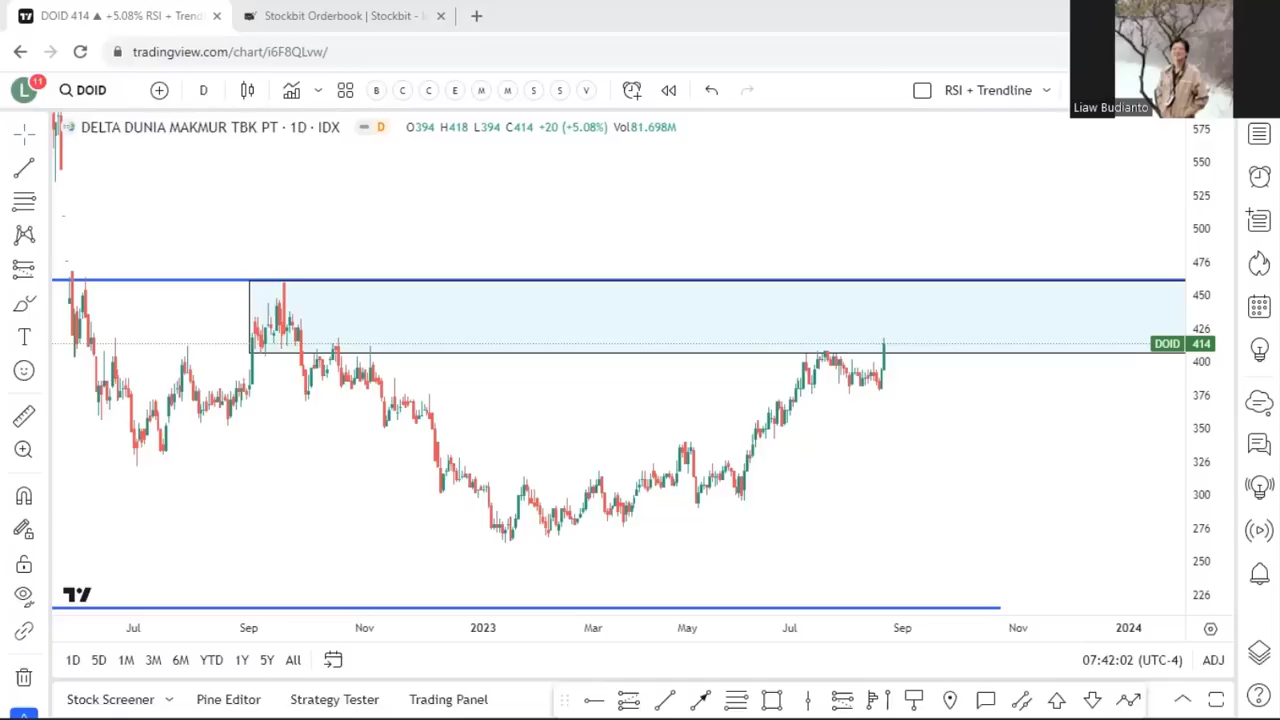 DOID 414 ▲ +5.08% RSI + Trend
Stockbit Orderbook | Stockbit -
tradingview.com/chart/i6F8QLvw/
L
11
DOID
D
B
C
C
E
M
M
S
S
V
RSI + Trendline
Liaw Budianto
DELTA DUNIA MAKMUR TBK PT · 1D · IDX
D
O394 H418 L394 C414 +20 (+5.08%) Vol81.698M
575
550
525
500
475
450
425
DOID 414
400
376
350
326
300
276
250
226
Jul
Sep
Nov
2023
Mar
May
Jul
Sep
Nov
2024
1D 5D 1M 3M 6M YTD 1Y 5Y All
07:42:02 (UTC-4)
ADJ
Stock Screener
Pine Editor
Strategy Tester
Trading Panel